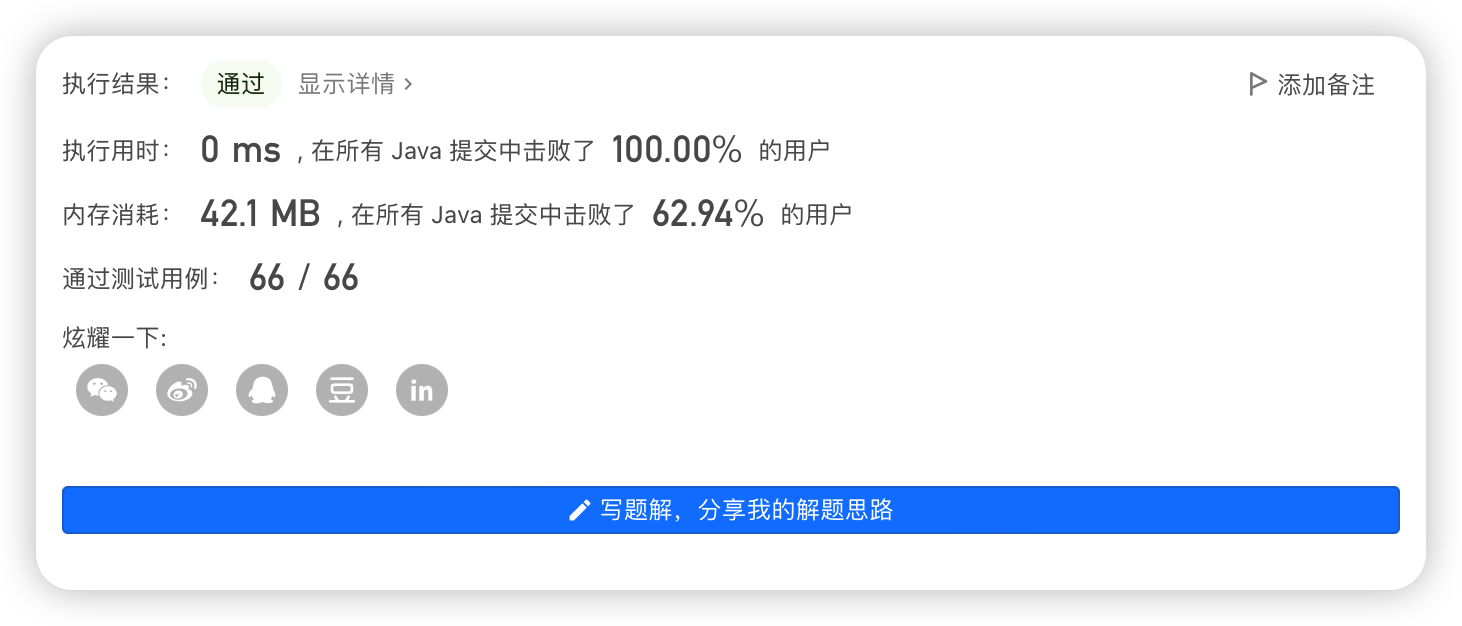 执行结果： 通过 显示详情 > 添加备注
执行用时： 0 ms , 在所有 Java 提交中击败了 100.00% 的用户
内存消耗： 42.1 MB , 在所有 Java 提交中击败了 62.94% 的用户
通过测试用例： 66 / 66
炫耀一下:
豆 in
写题解，分享我的解题思路